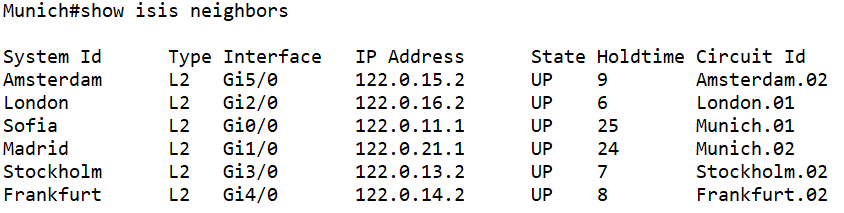 Munich#show isis neighbors
System Id      Type Interface   IP Address      State Holdtime Circuit Id
Amsterdam      L2   Gi5/0       122.0.15.2      UP    9        Amsterdam.02
London         L2   Gi2/0       122.0.16.2      UP    6        London.01
Sofia          L2   Gi0/0       122.0.11.1      UP    25       Munich.01
Madrid         L2   Gi1/0       122.0.21.1      UP    24       Munich.02
Stockholm      L2   Gi3/0       122.0.13.2      UP    7        Stockholm.02
Frankfurt      L2   Gi4/0       122.0.14.2      UP    8        Frankfurt.02